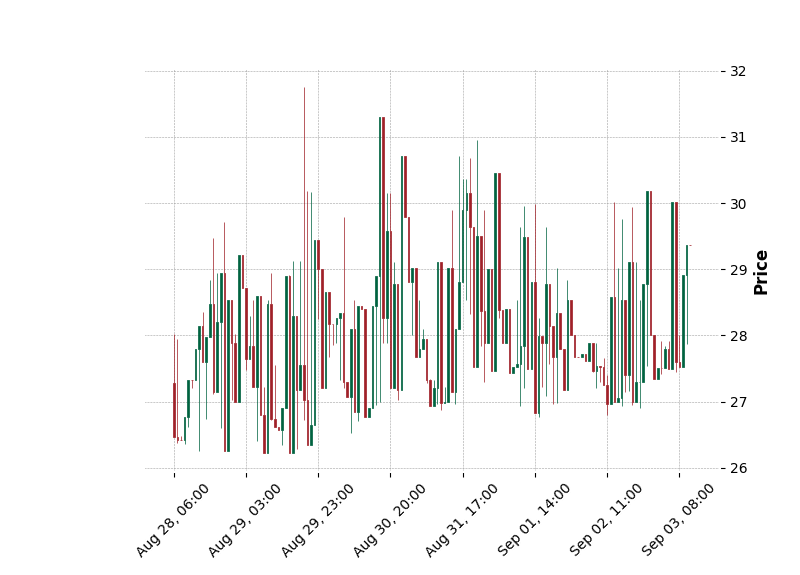 32
31
30
29
28
27
26
Price
Aug 28, 06:00
Aug 29, 03:00
Aug 29, 23:00
Aug 30, 20:00
Aug 31, 17:00
Sep 01, 14:00
Sep 02, 11:00
Sep 03, 08:00